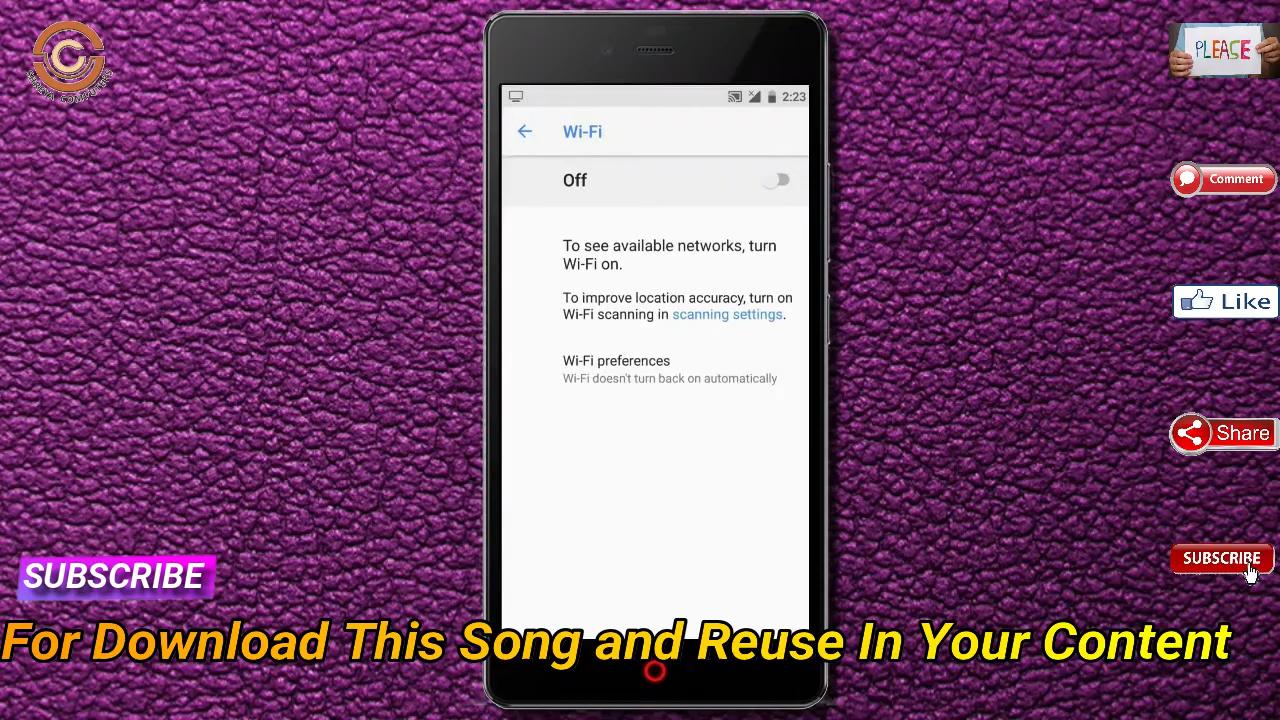 PLEASE
2:23
Wi-Fi
Off
Comment
To see available networks, turn
Wi-Fi on.
To improve location accuracy, turn on
Wi-Fi scanning in scanning settings.
Like
Wi-Fi preferences
Wi-Fi doesn't turn back on automatically
Share
SUBSCRIBE
SUBSCRIBE
For Download This Song and Reuse In Your Content